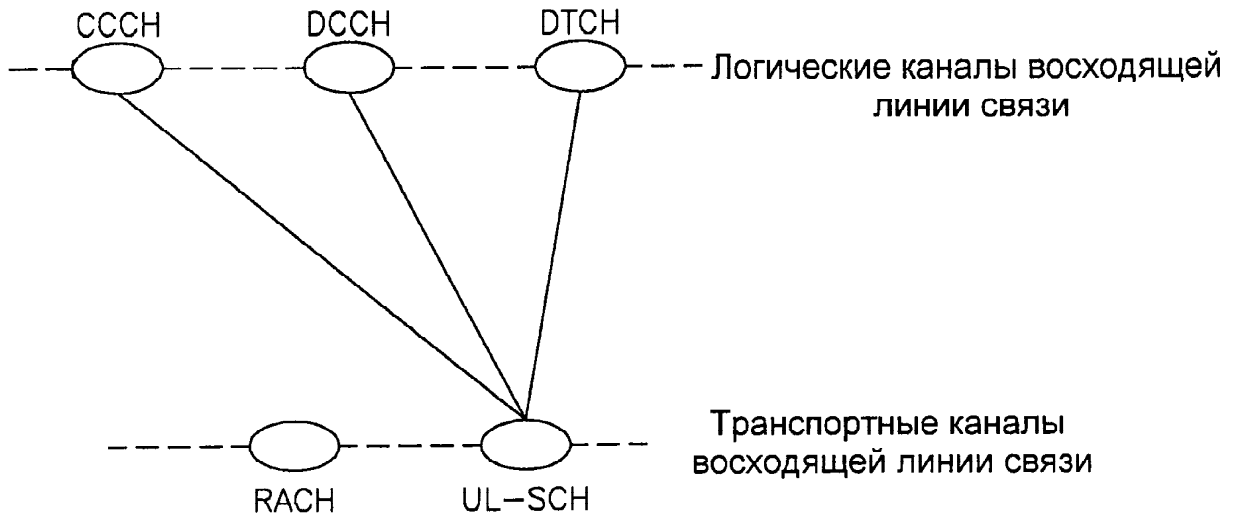 CCCH DCCH DTCH
Логические каналы восходящей
линии связи
Транспортные каналы
восходящей линии связи
RACH UL-SCH